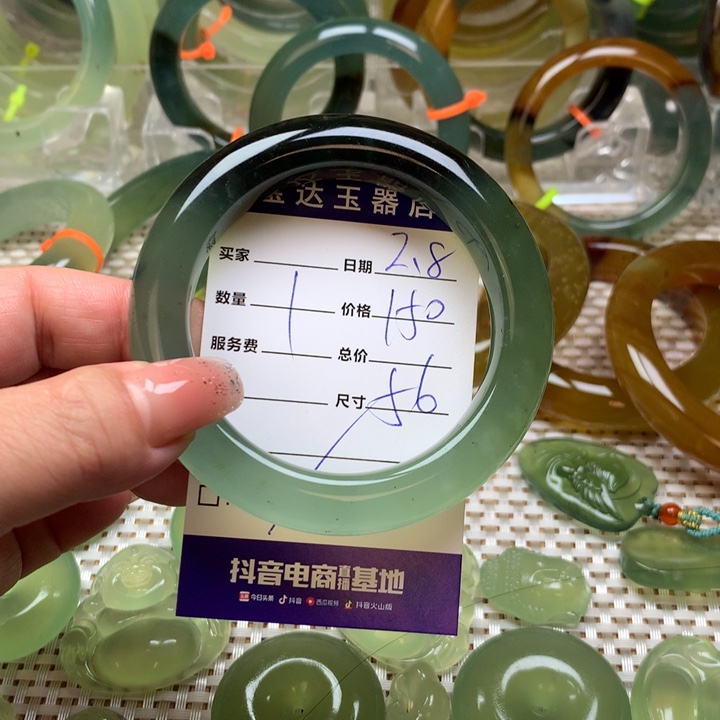 达玉器店
买家 日期 2.8
数量 1 价格 150
服务费 总价
尺寸 56
抖音电商直播基地
今日头条 抖音 西瓜视频 抖音火山版